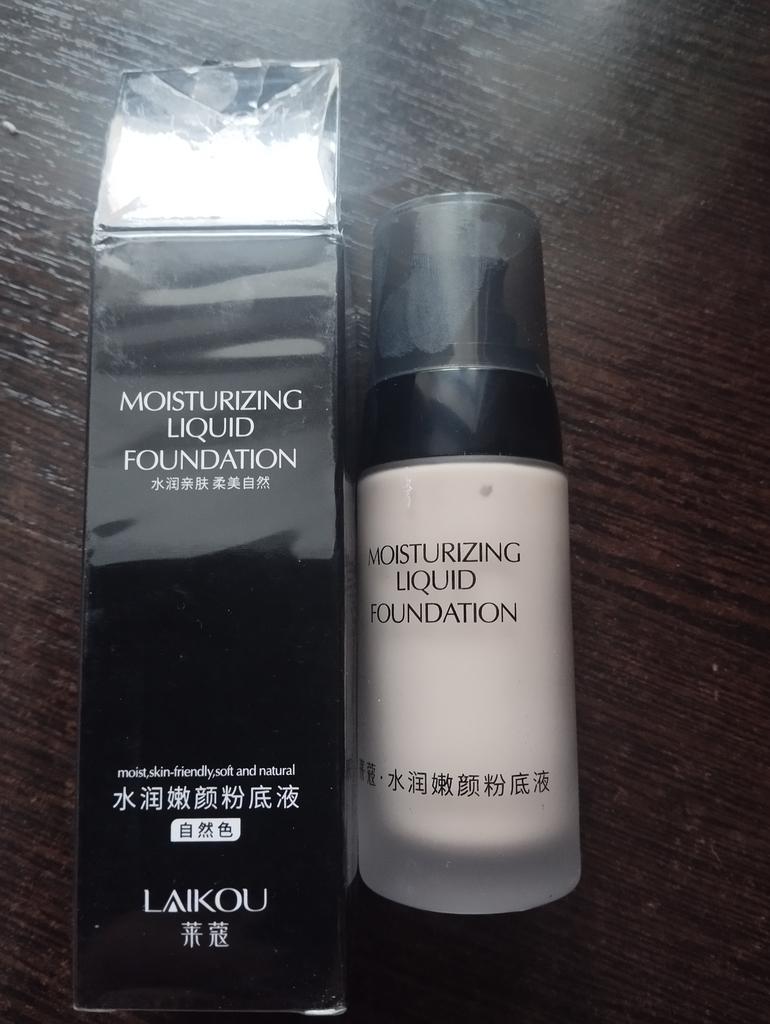 MOISTURIZING
LIQUID
FOUNDATION
水润亲肤 柔美自然
moist,skin-friendly,soft and natural
水润嫩颜粉底液
自然色
LAIKOU
莱蔻
MOISTURIZING
LIQUID
FOUNDATION
莱蔻·水润嫩颜粉底液